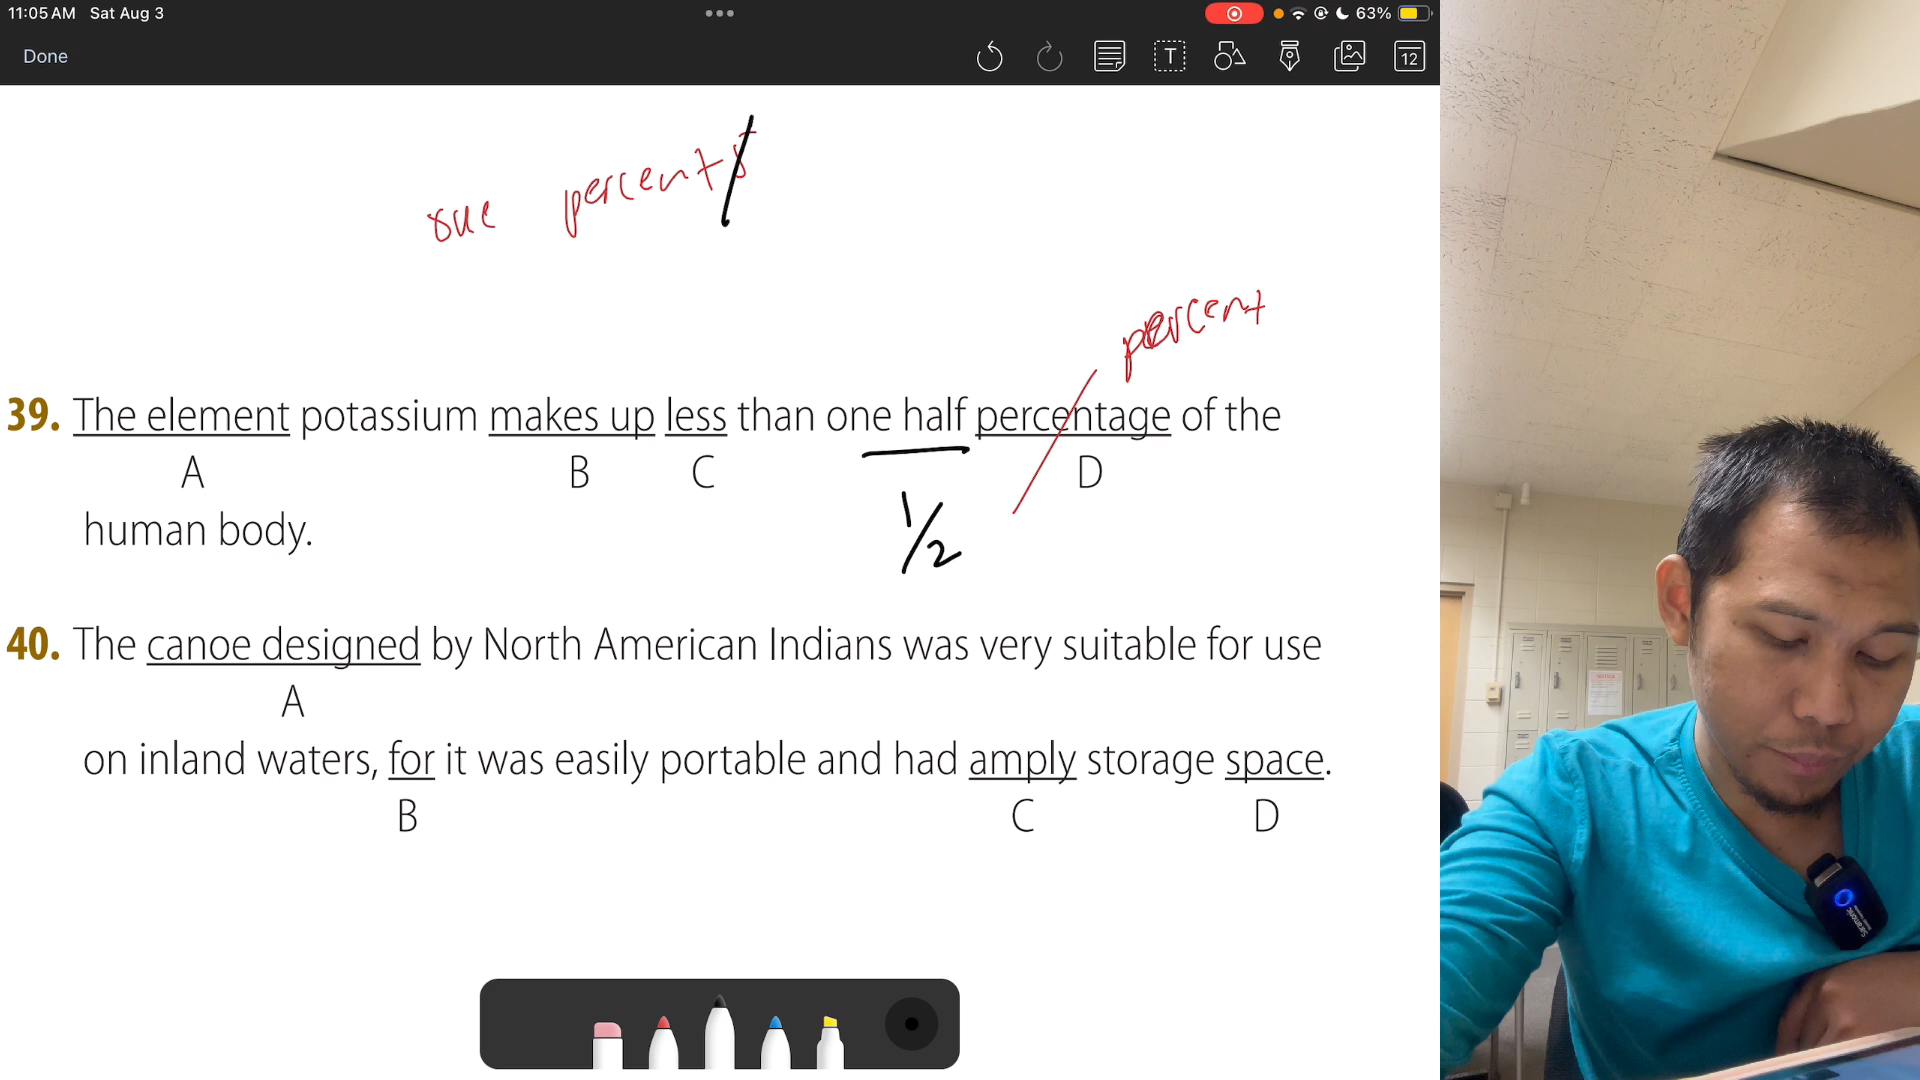 11:05 AM Sat Aug 3
63%
Done
T
12
percents
percent
39. The element potassium makes up less than one half percentage of the
A B C D
1/2
human body.
40. The canoe designed by North American Indians was very suitable for use
A
on inland waters, for it was easily portable and had amply storage space.
B C D
Saramonic